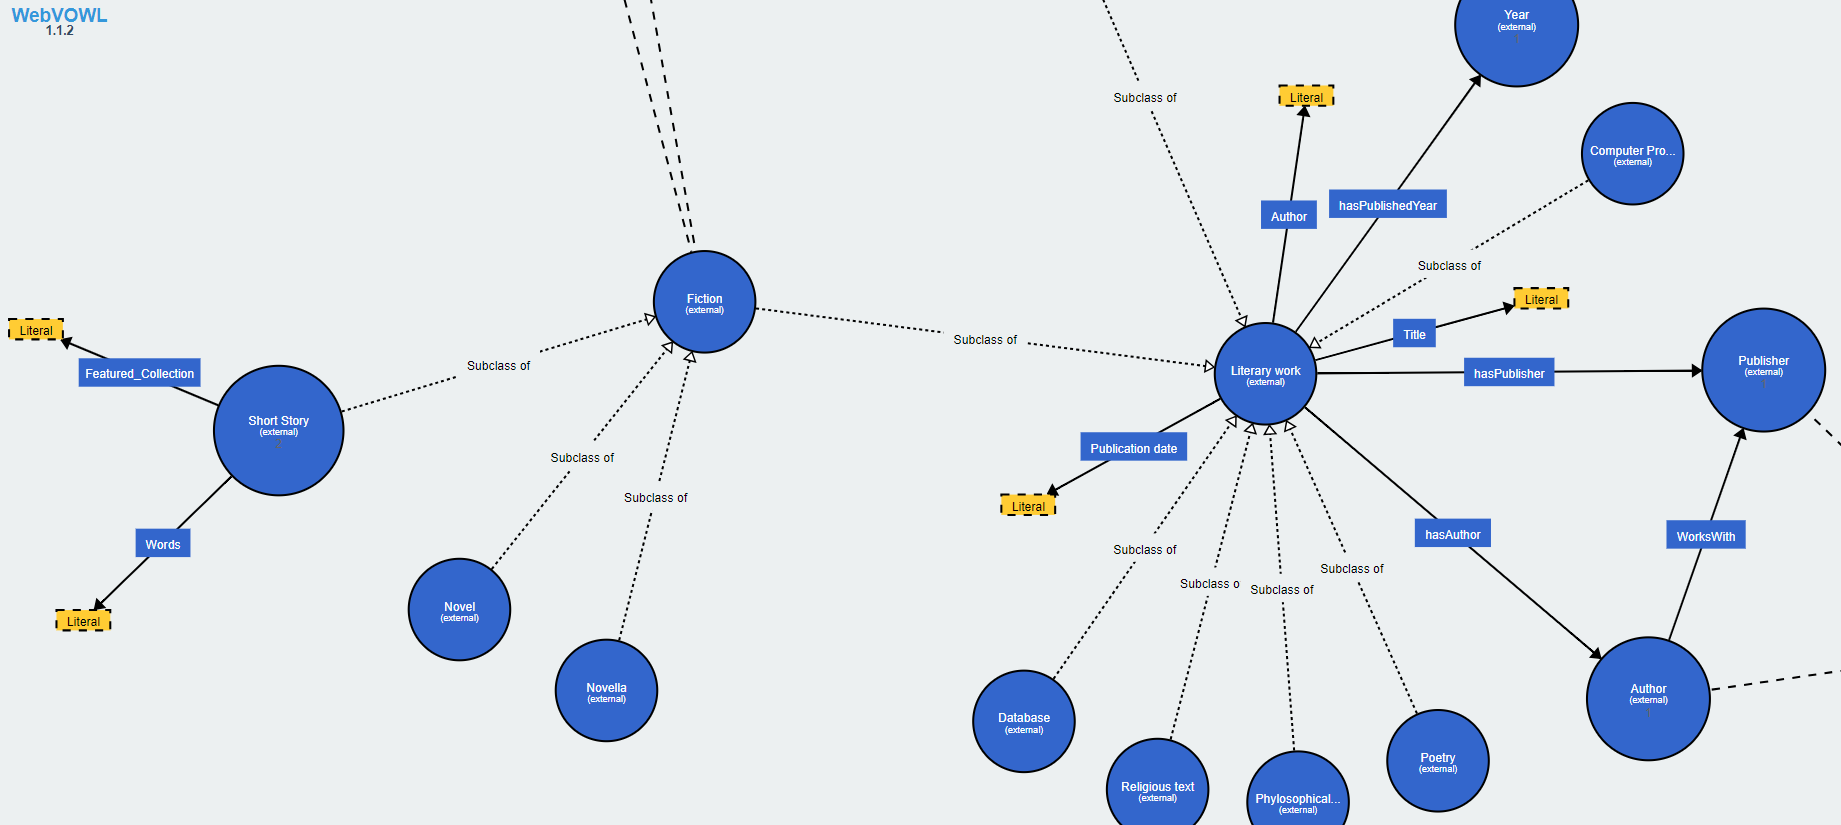 WebVOWL
1.1.2
Year
(external)
Subclass of
Literal
Computer Pro...
(external)
Author
hasPublishedYear
Subclass of
Fiction
(external)
Literal
Title
Literal
Subclass of
Subclass of
Featured_Collection
Literary work
(external)
hasPublisher
Publisher
(external)
Short Story
(external)
Subclass of
Publication date
Subclass of
Literal
hasAuthor
WorksWith
Words
Subclass of
Subclass o
Subclass of
Subclass of
Literal
Novel
(external)
Novella
(external)
Author
(external)
Database
(external)
Religious text
(external)
Phylosophical...
(external)
Poetry
(external)